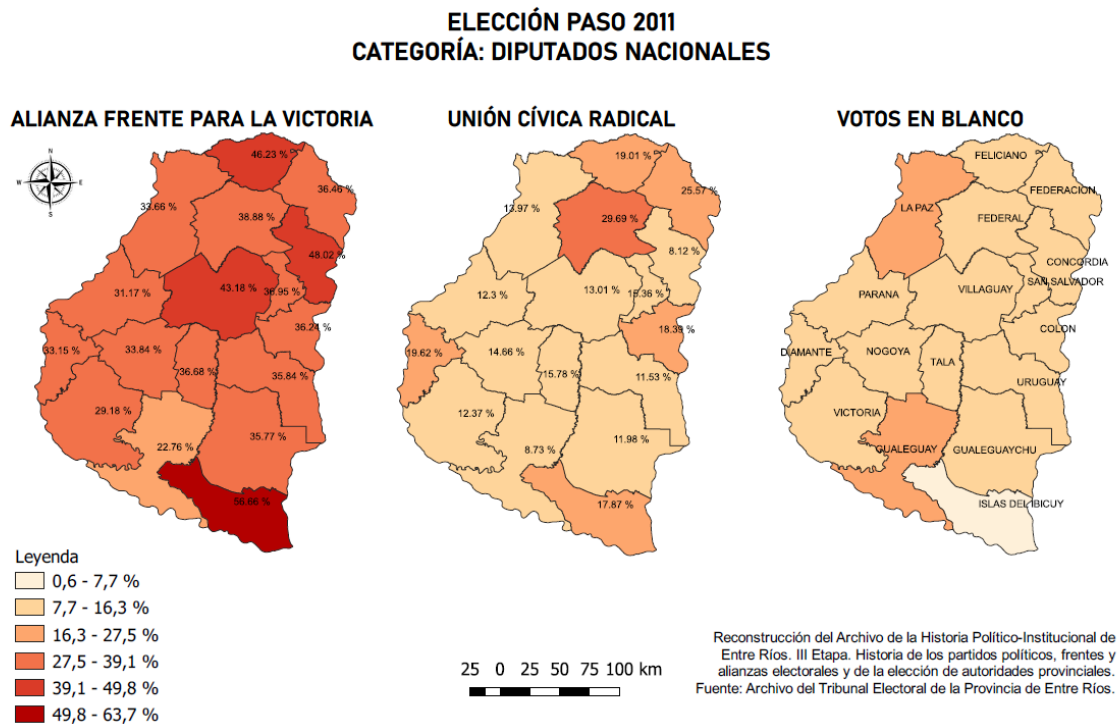 ELECCIÓN PASO 2011
CATEGORÍA: DIPUTADOS NACIONALES
ALIANZA FRENTE PARA LA VICTORIA
N
W E
S
46.23 %
36.46 %
33.66 %
38.88 %
48.02 %
43.18 %
36.95 %
31.17 %
36.24 %
33.15 %
33.84 %
36.68 %
35.84 %
29.18 %
35.77 %
22.76 %
56.66 %
UNIÓN CÍVICA RADICAL
19.01 %
25.57 %
13.97 %
29.69 %
8.12 %
13.01 %
15.36 %
12.3 %
18.39 %
19.62 %
14.66 %
15.78 %
11.53 %
12.37 %
11.98 %
8.73 %
17.87 %
VOTOS EN BLANCO
FELICIANO
FEDERACION
LA PAZ
FEDERAL
CONCORDIA
SAN SALVADOR
PARANA
VILLAGUAY
COLON
DIAMANTE
NOGOYA
TALA
URUGUAY
VICTORIA
GUALEGUAY
GUALEGUAYCHU
ISLAS DEL IBICUY
Leyenda
0,6 - 7,7 %
7,7 - 16,3 %
16,3 - 27,5 %
27,5 - 39,1 %
39,1 - 49,8 %
49,8 - 63,7 %
25 0 25 50 75 100 km
Reconstrucción del Archivo de la Historia Político-Institucional de
Entre Ríos. III Etapa. Historia de los partidos políticos, frentes y
alianzas electorales y de la elección de autoridades provinciales.
Fuente: Archivo del Tribunal Electoral de la Provincia de Entre Ríos.